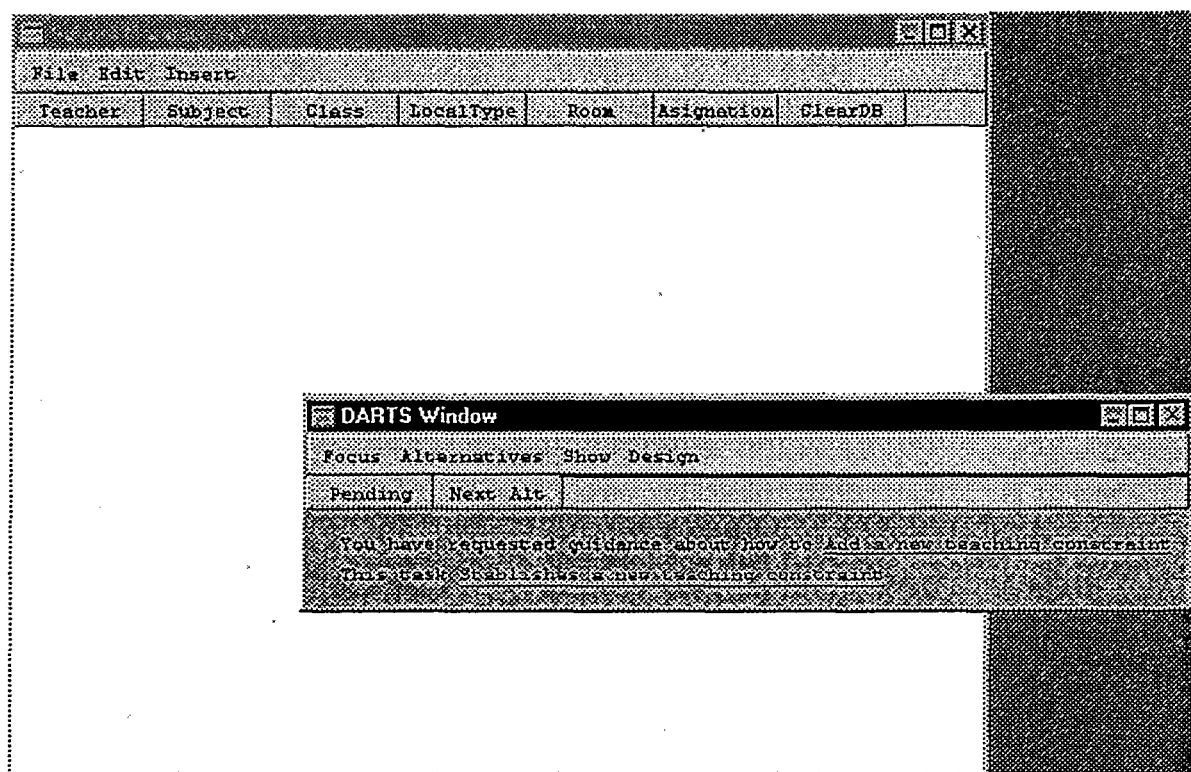 File Edit Insert
Teacher Subject Class LocalType Room Asignation ClearDB
DARTS Window
Focus Alternatives Show Design
Pending Next Alt
You have requested guidance about how to Add a new teaching constraint
This task Stablishes a new teaching constraint.